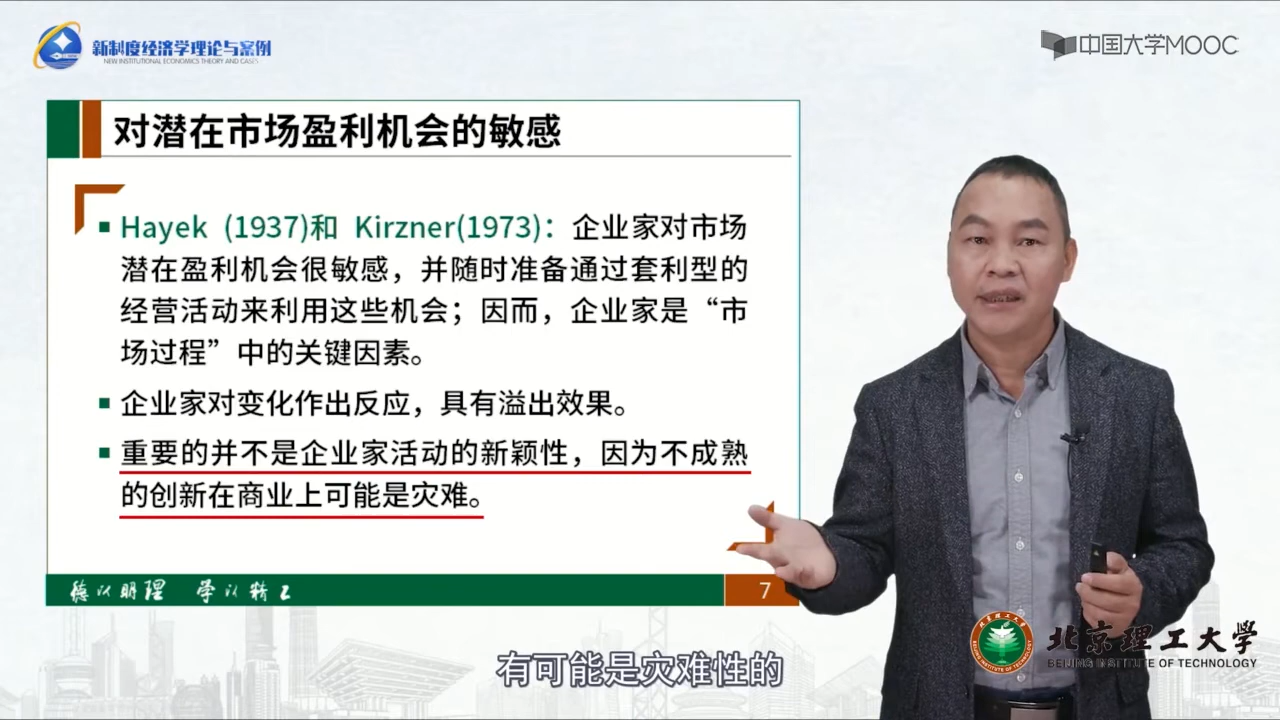 新制度经济学理论与案例
NEW INSTITUTIONAL ECONOMICS THEORY AND CASES
中国大学MOOC
对潜在市场盈利机会的敏感
Hayek (1937)和 Kirzner(1973)：企业家对市场
潜在盈利机会很敏感，并随时准备通过套利型的
经营活动来利用这些机会；因而，企业家是“市
场过程”中的关键因素。
企业家对变化作出反应，具有溢出效果。
重要的并不是企业家活动的新颖性，因为不成熟
的创新在商业上可能是灾难。
德以明理 学以精工
7
北京理工大学
BEIJING INSTITUTE OF TECHNOLOGY
有可能是灾难性的